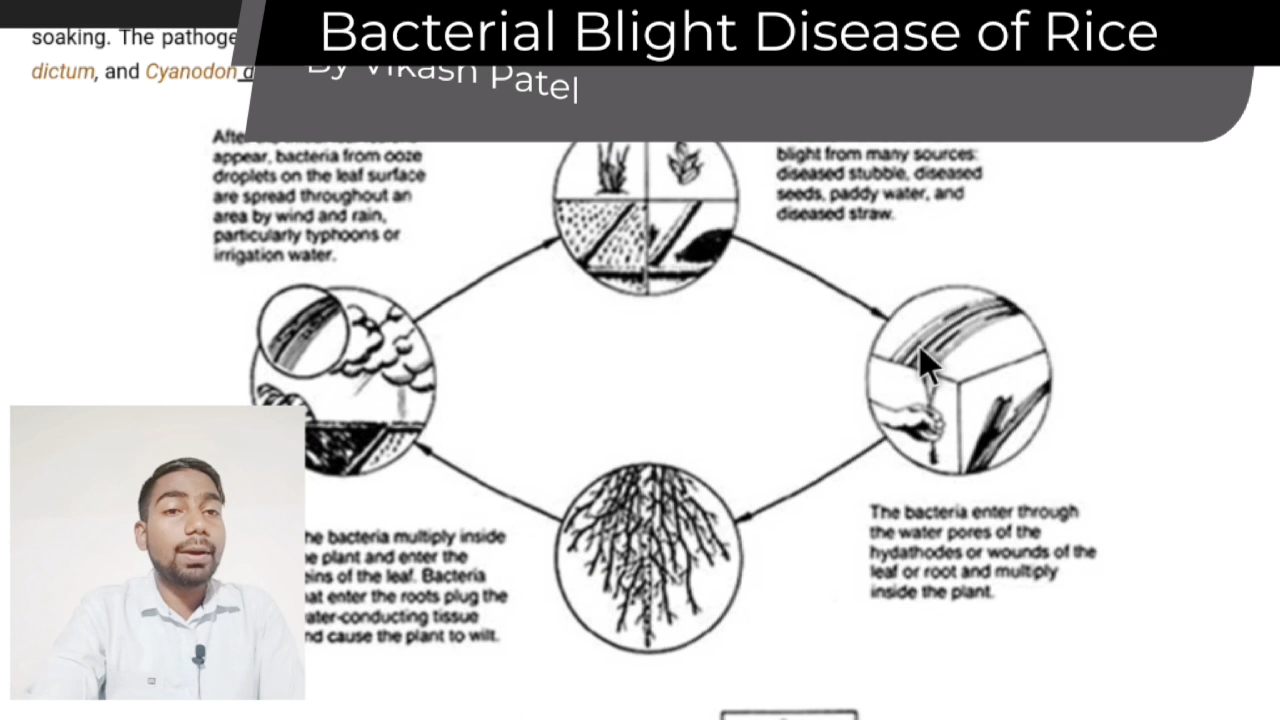 Bacterial Blight Disease of Rice
By Vikash Patel
soaking. The pathoge
dictum, and Cyanodon
appear, bacteria from ooze
droplets on the leaf surface
are spread throughout an
area by wind and rain,
particularly typhoons or
irrigation water.
blight from many sources:
diseased stubble, diseased
seeds, paddy water, and
diseased straw.
The bacteria enter through
the water pores of the
hydathodes or wounds of the
leaf or root and multiply
inside the plant.
he bacteria multiply inside
e plant and enter the
eins of the leaf. Bacteria
at enter the roots plug the
ater-conducting tissue
nd cause the plant to wilt.